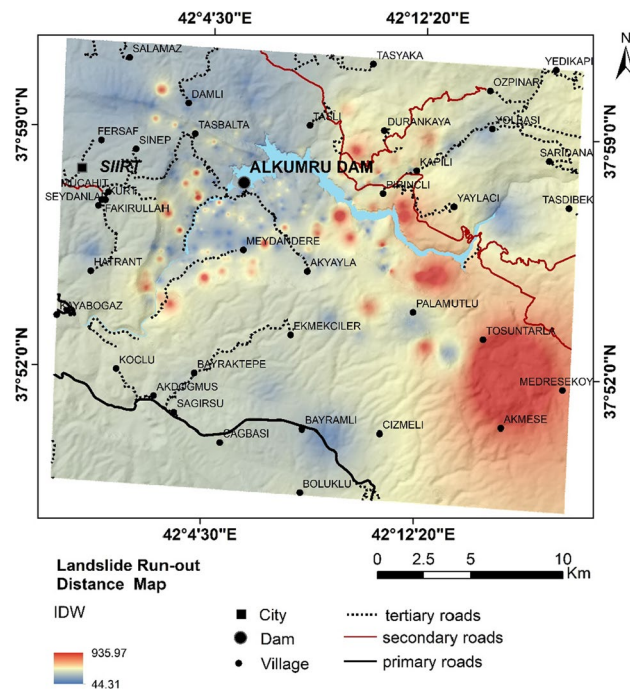 42°4'30"E
42°12'20"E
N
SALAMAZ
TASYAKA
YEDIKAPI
OZPINAR
DAMLI
37°59'0"N
TASLI
DURANKAYA
YOLBASI
37°59'0"N
FERSAF
SINEP
TASBALTA
SIIRT
ALKUMRU DAM
KAPILI
SARIDANA
MUCAHIT
KURT
PIRINCLI
SEYDANLAR
FAKIRULLAH
YAYLACI
TASDIBEK
MEYDANDERE
HATRANT
AKYAYLA
KAYABOGAZ
PALAMUTLU
EKMEKCILER
TOSUNTARLA
37°52'0"N
KOCLU
BAYRAKTEPE
37°52'0"N
MEDRESEKOY
AKDOGMUS
SAGIRSU
BAYRAMLI
CIZMELI
AKMESE
CAGBASI
BOLUKLU
42°4'30"E
42°12'20"E
Landslide Run-out
Distance Map
0 2.5 5 10
Km
IDW
City
tertiary roads
Dam
secondary roads
935.97
Village
primary roads
44.31